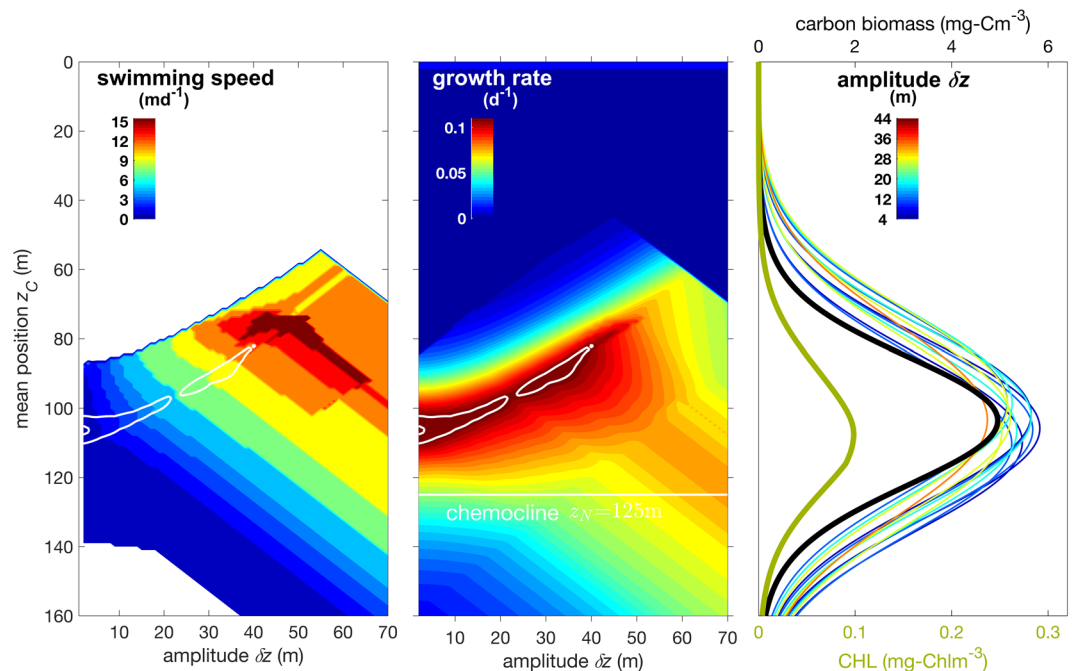 carbon biomass (mg-Cm⁻³)
0 2 4 6
swimming speed
(md⁻¹)
15
12
9
6
3
0
growth rate
(d⁻¹)
0.1
0.05
0
amplitude δz
(m)
44
36
28
20
12
4
mean position z_C (m)
0
20
40
60
80
100
120
140
160
chemocline z_N=125m
10 20 30 40 50 60 70
amplitude δz (m)
10 20 30 40 50 60 70
amplitude δz (m)
0 0.1 0.2 0.3
CHL (mg-Chlm⁻³)